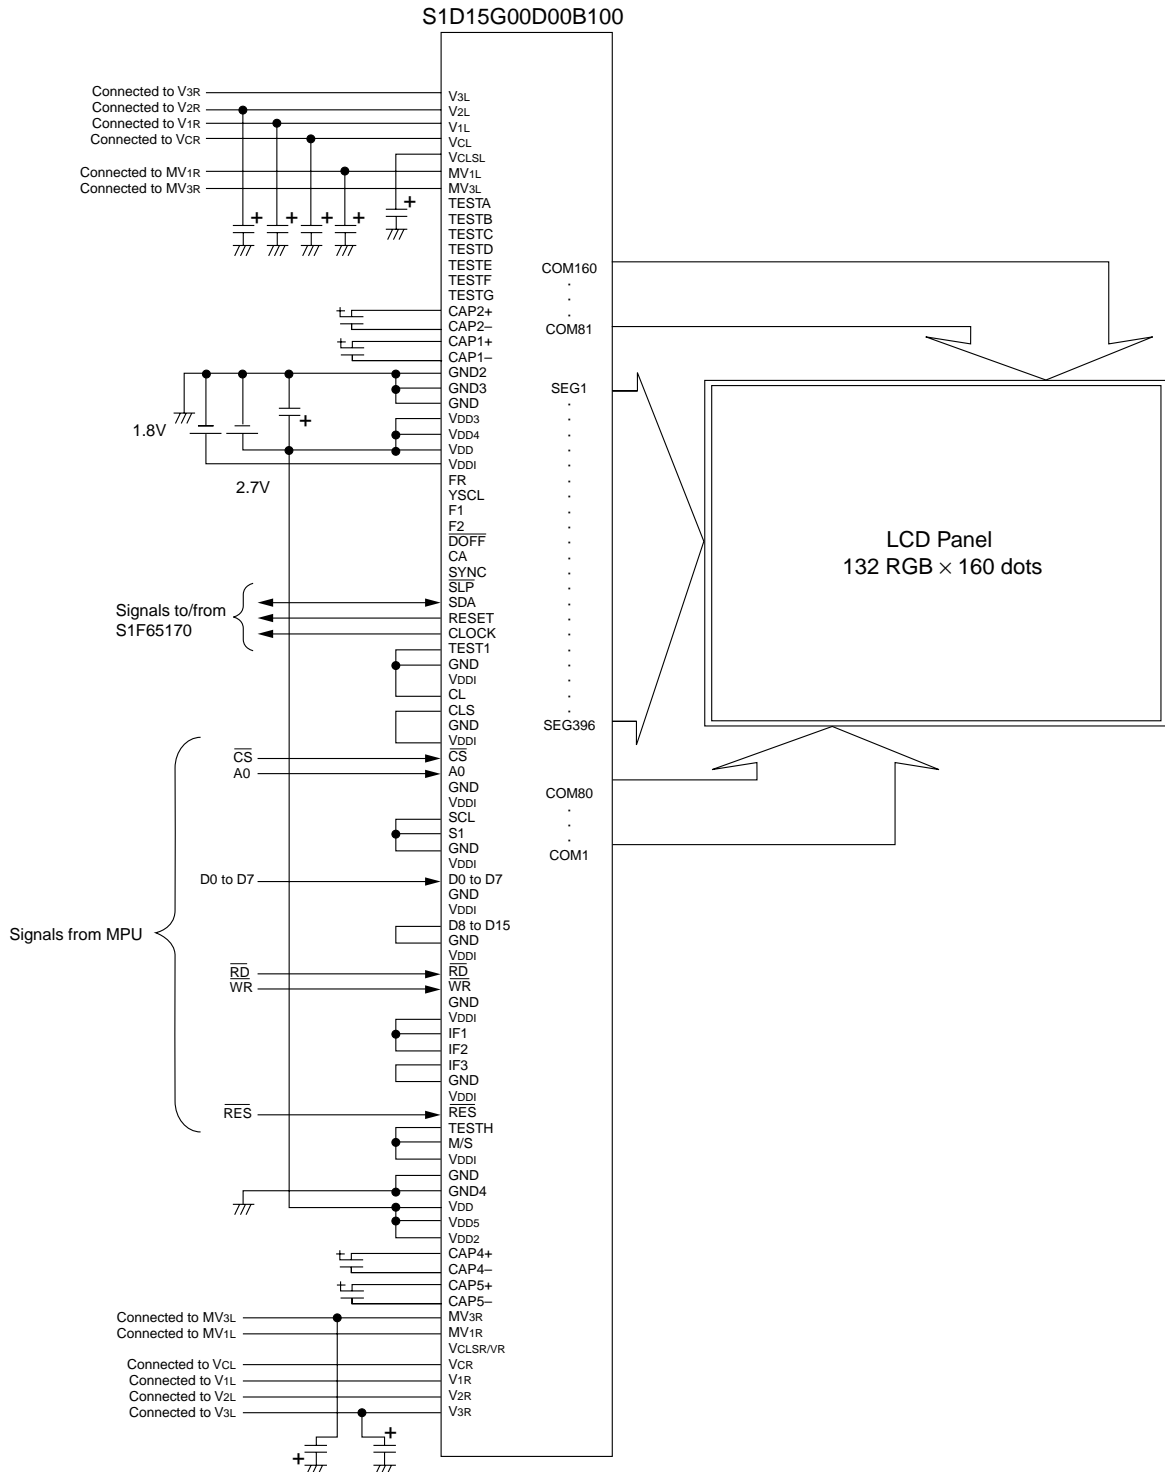 S1D15G00D00B100
Connected to V3R
Connected to V2R
Connected to V1R
Connected to VCR
Connected to MV1R
Connected to MV3R
V3L
V2L
V1L
VCL
VCLSL
MV1L
MV3L
TESTA
TESTB
TESTC
TESTD
TESTE
TESTF
TESTG
CAP2+
CAP2–
CAP1+
CAP1–
GND2
GND3
GND
VDD3
VDD4
VDD
VDDI
FR
YSCL
F1
F2
DOFF
CA
SYNC
SLP
SDA
RESET
CLOCK
TEST1
GND
VDDI
CL
CLS
GND
VDDI
CS
A0
GND
VDDI
SCL
S1
GND
VDDI
D0 to D7
GND
VDDI
D8 to D15
GND
VDDI
RD
WR
GND
VDDI
IF1
IF2
IF3
GND
VDDI
RES
TESTH
M/S
VDDI
GND
GND4
VDD
VDD5
VDD2
CAP4+
CAP4–
CAP5+
CAP5–
MV3R
MV1R
VCLSR/VR
VCR
V1R
V2R
V3R
+ + + + +
+
+
1.8V
+
2.7V
Signals to/from
S1F65170
CS
A0
D0 to D7
Signals from MPU
RD
WR
RES
+
+
Connected to MV3L
Connected to MV1L
Connected to VCL
Connected to V1L
Connected to V2L
Connected to V3L
+ +
COM160
COM81
SEG1
SEG396
COM80
COM1
LCD Panel
132 RGB × 160 dots